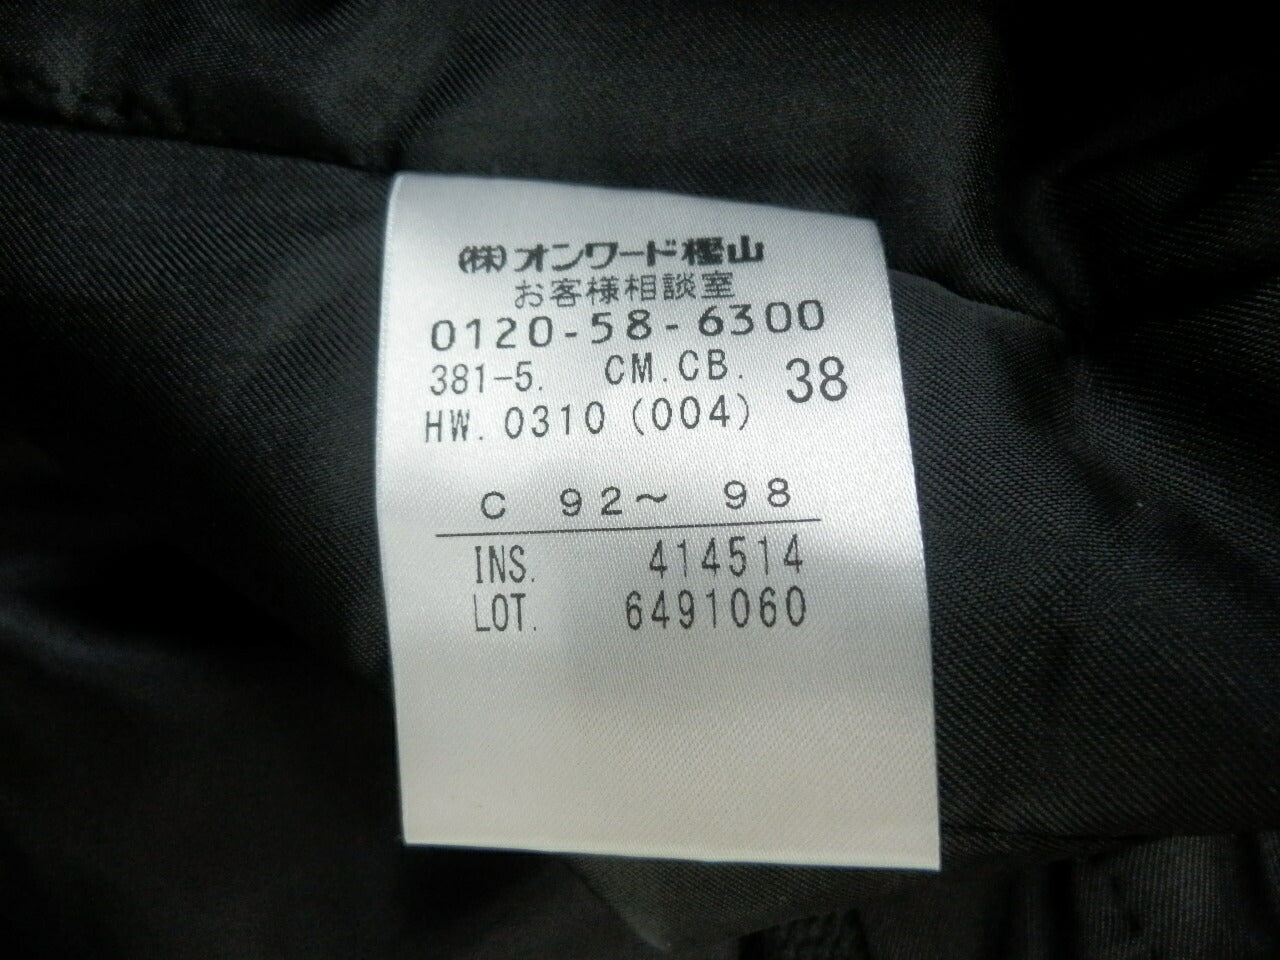 (株)オンワード樫山
お客様相談室
0120-58-6300
381-5. CM.CB. 38
HW. 0310 (004)
C 92~ 98
INS. 414514
LOT. 6491060